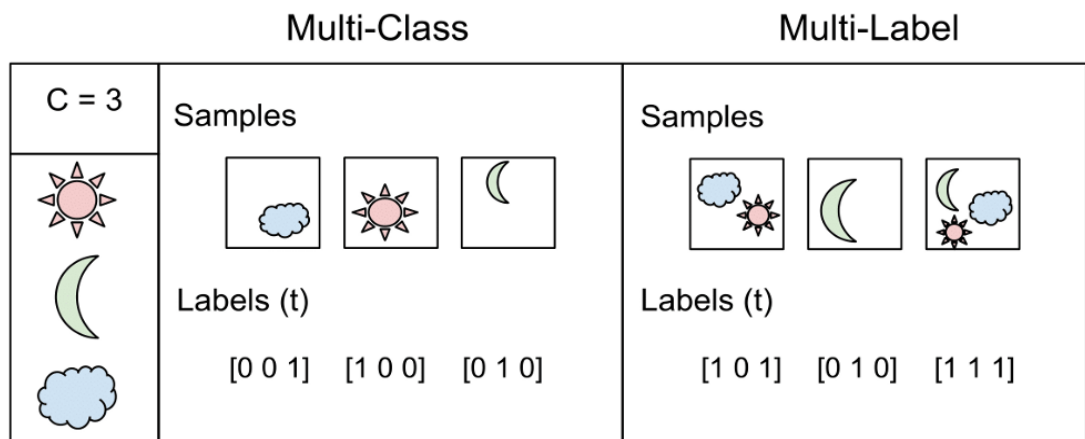 Multi-Class
Multi-Label
C = 3
Samples
Samples
Labels (t)
Labels (t)
[0 0 1] [1 0 0] [0 1 0]
[1 0 1] [0 1 0] [1 1 1]